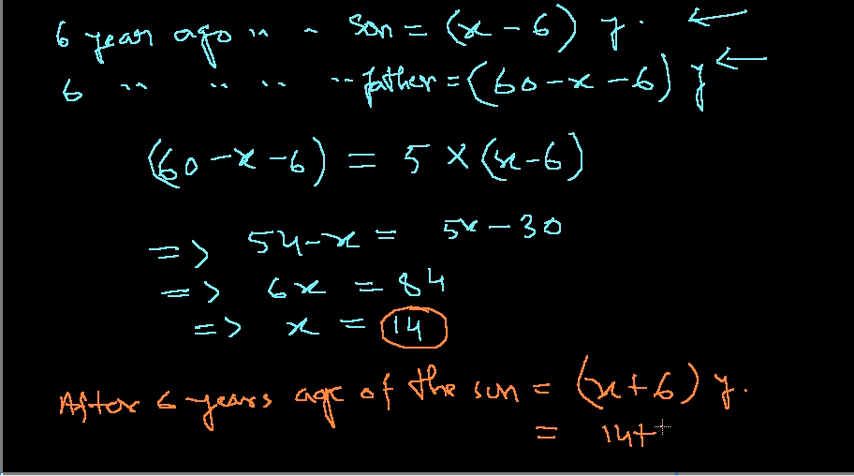 6 year ago " " son = (x - 6) y.
6 " " " " father = (60 - x - 6) y
(60 - x - 6) = 5 × (x - 6)
=> 54 - x = 5x - 30
=> 6x = 84
=> x = 14
After 6 years age of the son = (x + 6) y.
= 14+